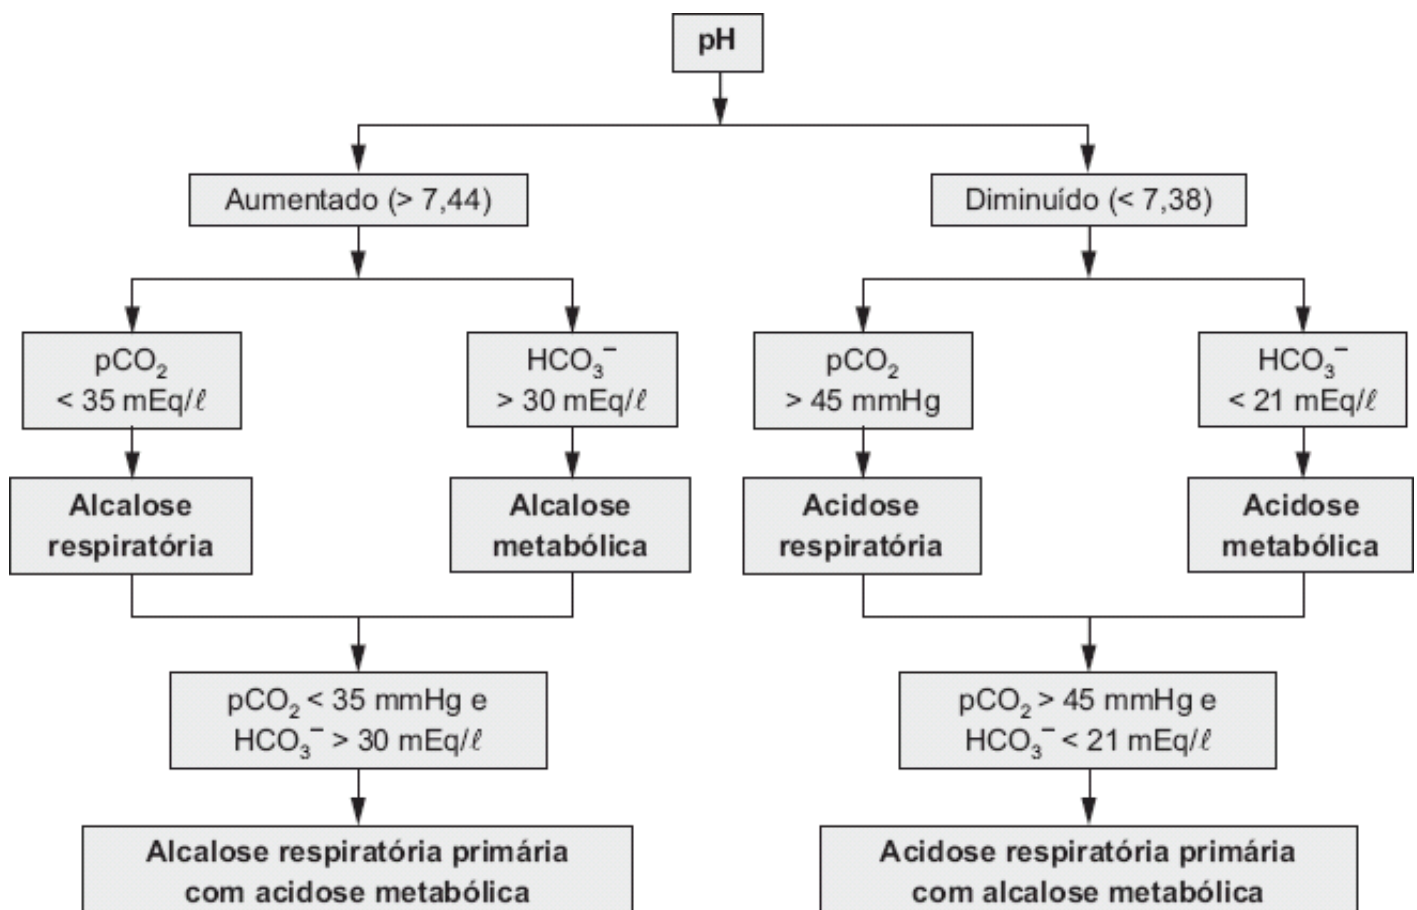 pH
Aumentado (> 7,44)
Diminuído (< 7,38)
pCO₂
< 35 mEq/ℓ
HCO₃⁻
> 30 mEq/ℓ
pCO₂
> 45 mmHg
HCO₃⁻
< 21 mEq/ℓ
Alcalose
respiratória
Alcalose
metabólica
Acidose
respiratória
Acidose
metabólica
pCO₂ < 35 mmHg e
HCO₃⁻ > 30 mEq/ℓ
pCO₂ > 45 mmHg e
HCO₃⁻ < 21 mEq/ℓ
Alcalose respiratória primária
com acidose metabólica
Acidose respiratória primária
com alcalose metabólica